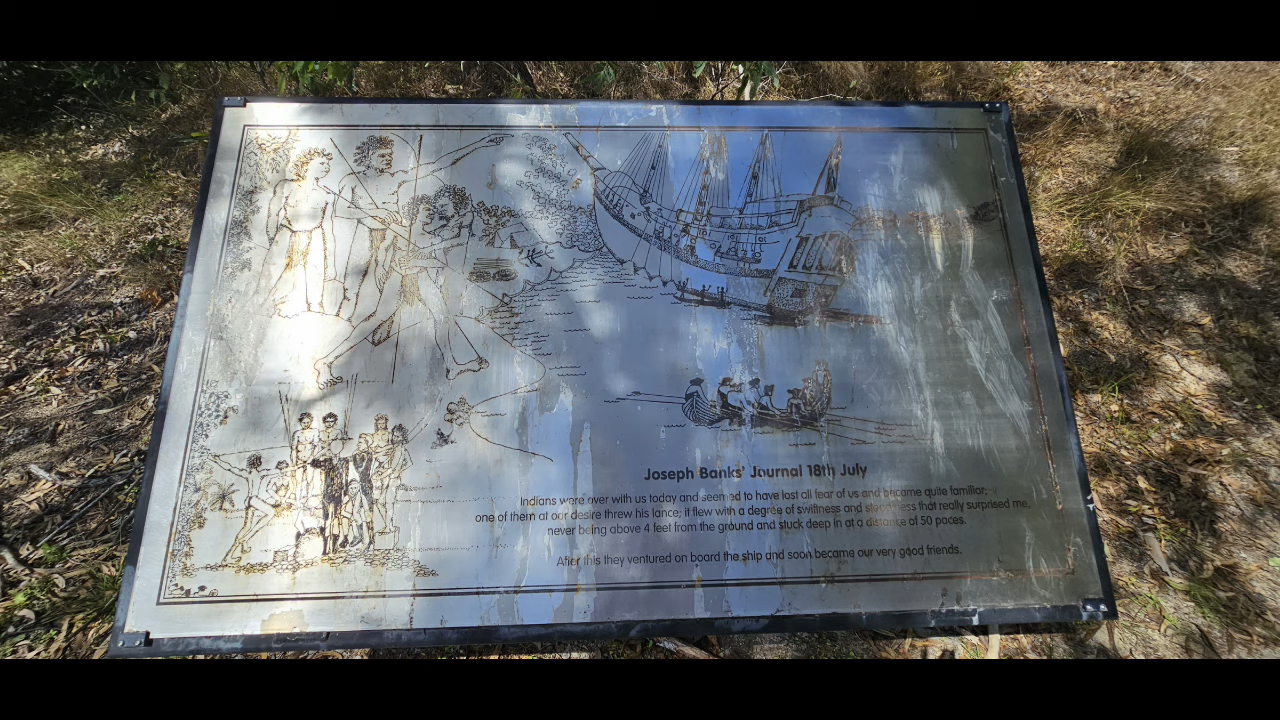 Joseph Banks' Journal 18th July
Indians were over with us today and seemed to have lost all fear of us and became quite familiar;
one of them at our desire threw his lance; it flew with a degree of swiftness and steadiness that really surprised me,
never being above 4 feet from the ground and stuck deep in at a distance of 50 paces.
After this they ventured on board the ship and soon became our very good friends.